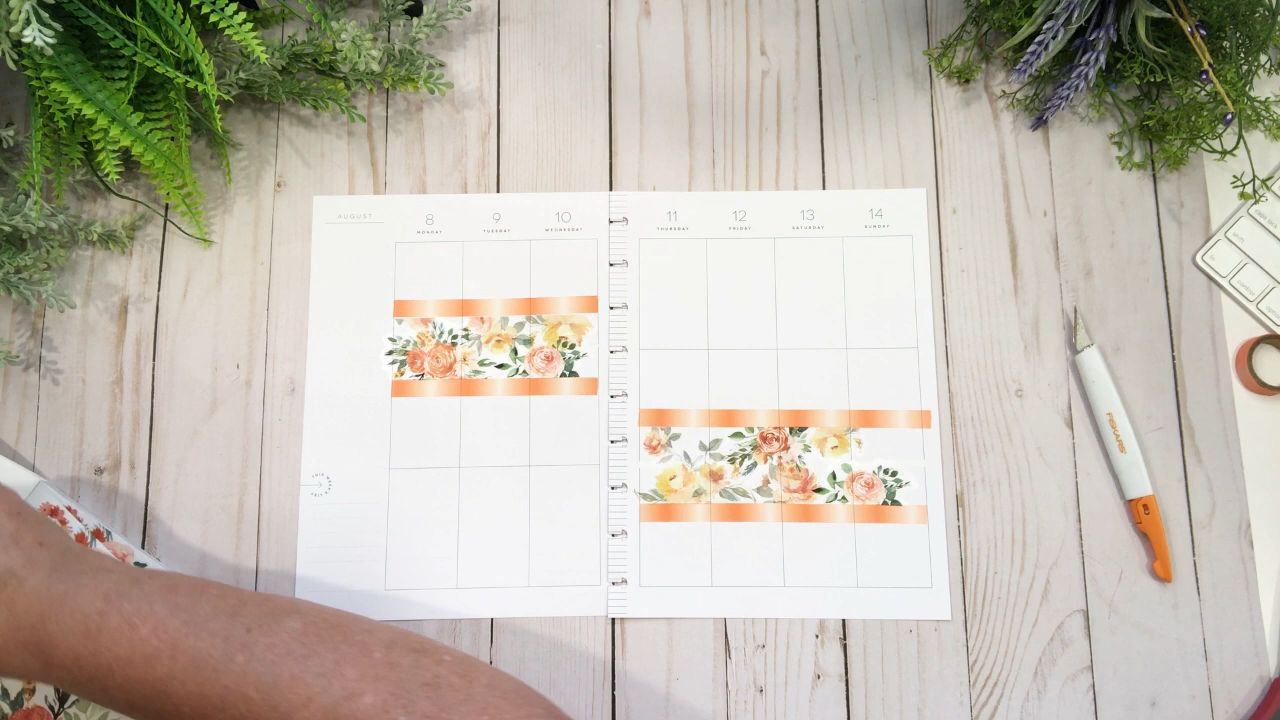 AUGUST
8 9 10 11 12 13 14
MONDAY TUESDAY WEDNESDAY THURSDAY FRIDAY SATURDAY SUNDAY
FISKARS